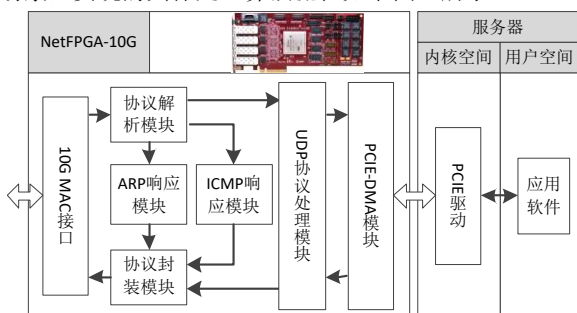 NetFPGA-10G
服务器
内核空间
用户空间
10G MAC接口
协议解
析模块
ARP响应
模块
ICMP响
应模块
协议封
装模块
UDP协议处理模块
PCIE-DMA模块
PCIE驱动
应用
软件